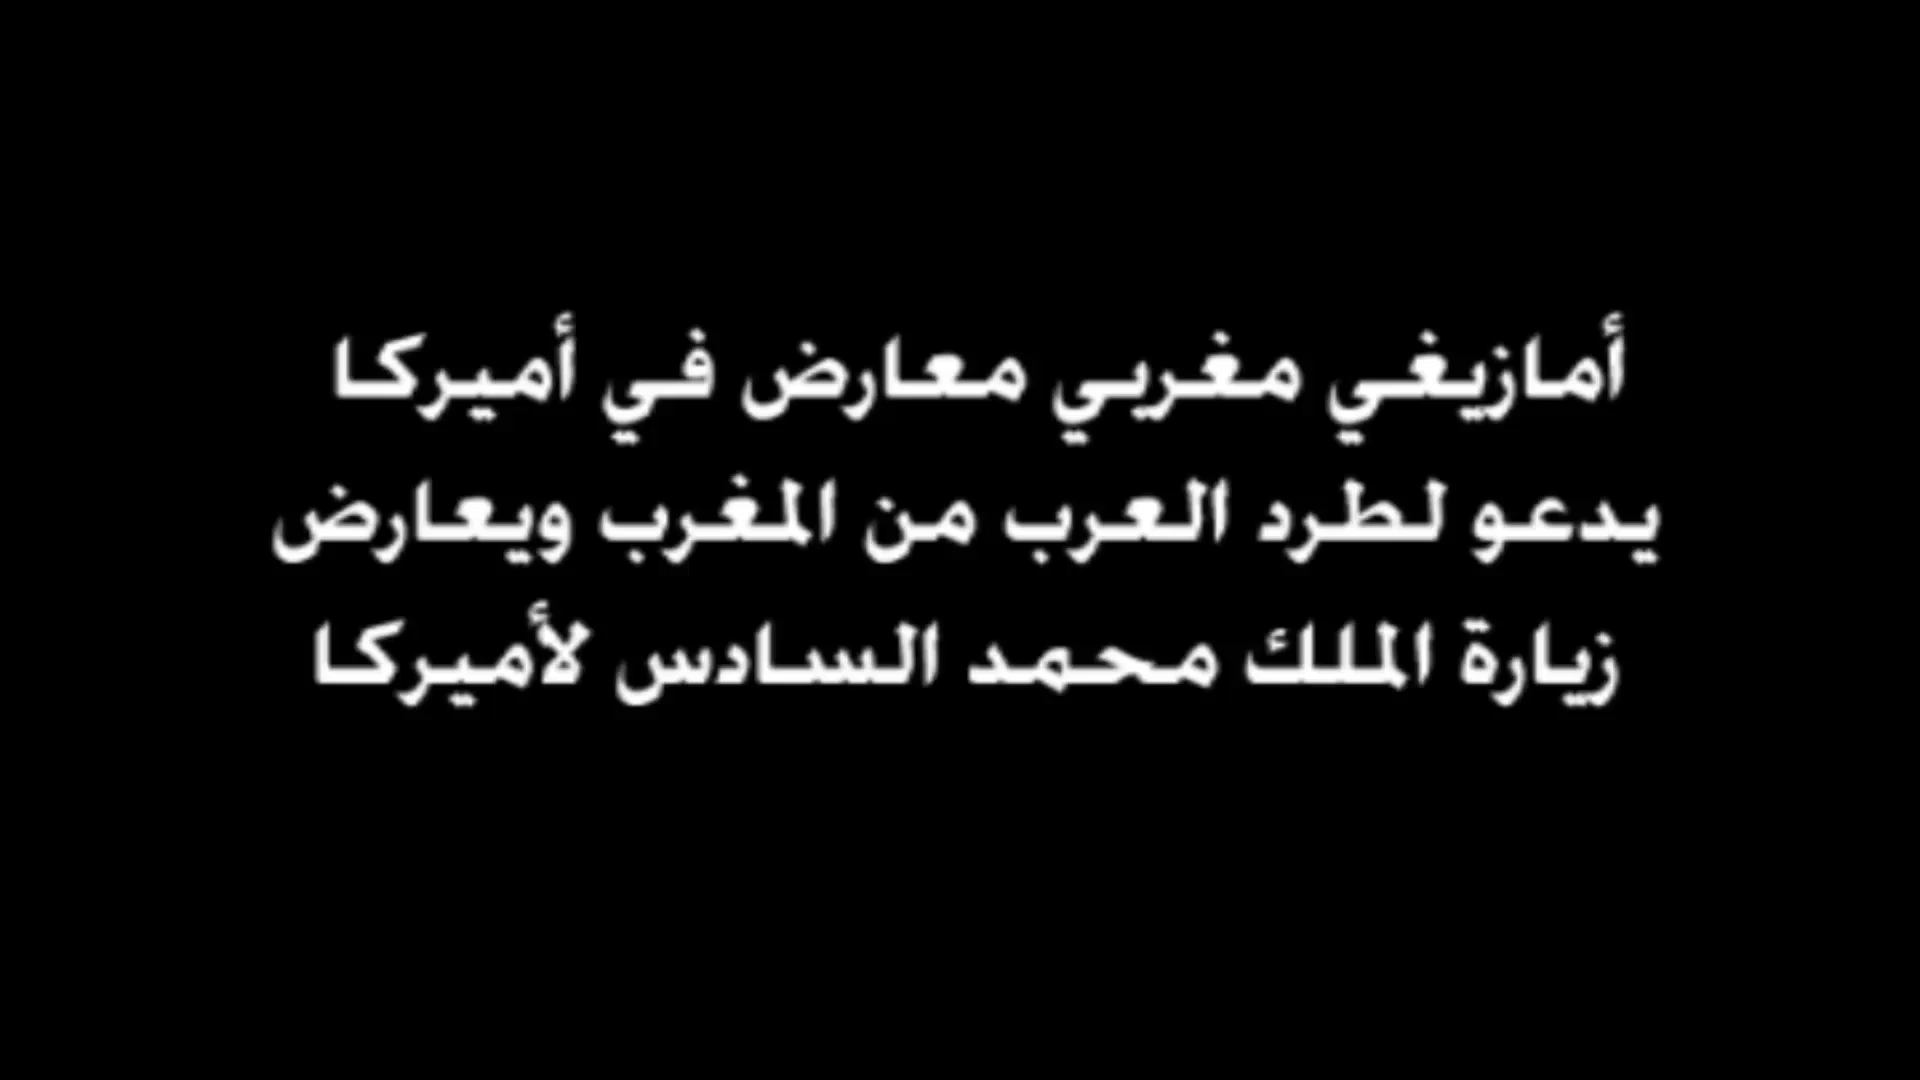 أمازيغي مغربي معارض في أميركا
يدعو لطرد العرب من المغرب ويعارض
زيارة الملك محمد السادس لأميركا